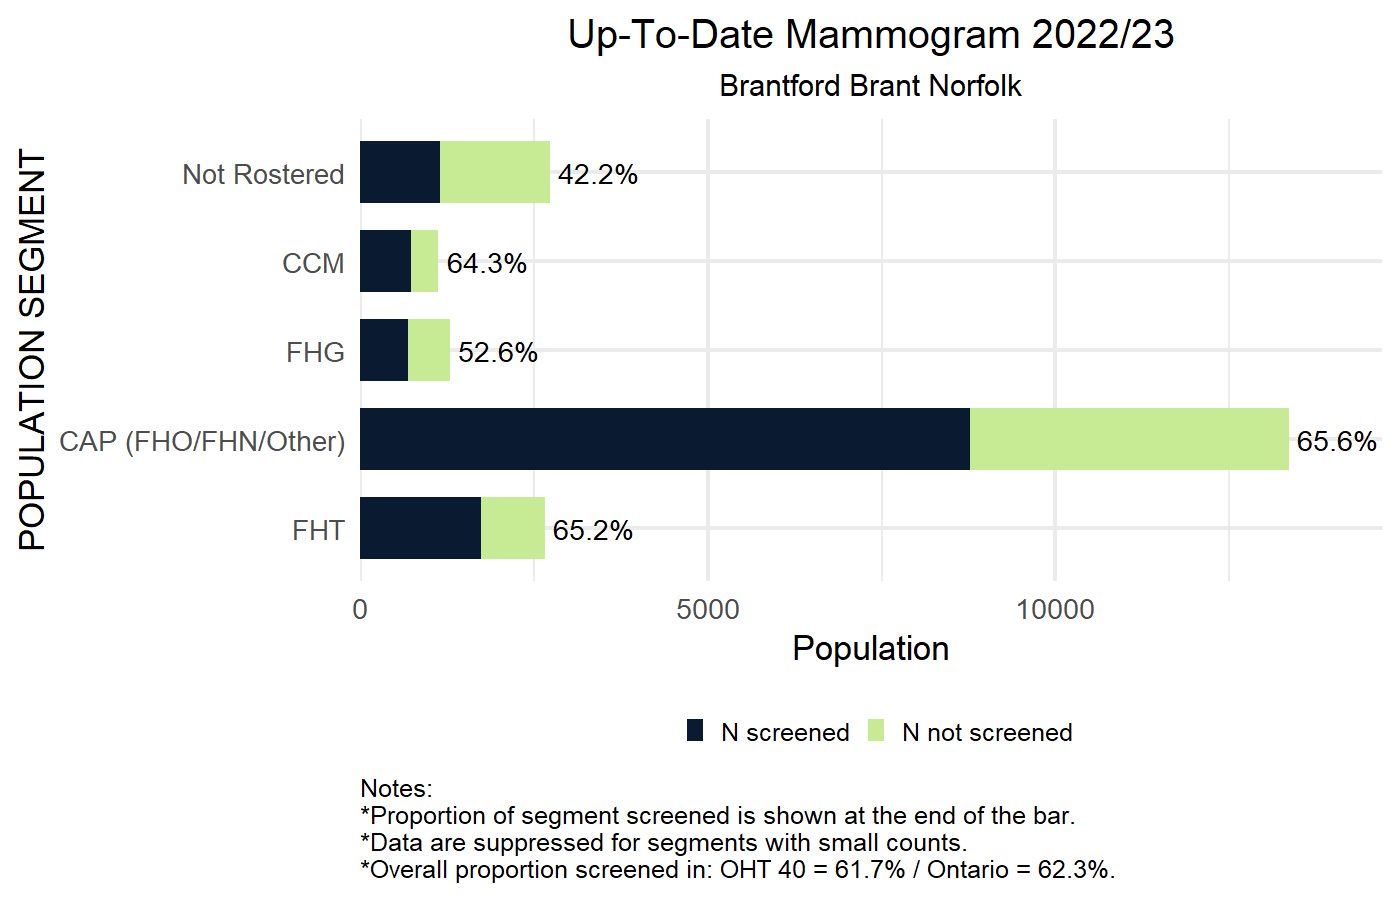 Up-To-Date Mammogram 2022/23
Brantford Brant Norfolk
POPULATION SEGMENT
Not Rostered
42.2%
CCM
64.3%
FHG
52.6%
CAP (FHO/FHN/Other)
65.6%
FHT
65.2%
0
5000
10000
Population
N screened
N not screened
Notes:
*Proportion of segment screened is shown at the end of the bar.
*Data are suppressed for segments with small counts.
*Overall proportion screened in: OHT 40 = 61.7% / Ontario = 62.3%.